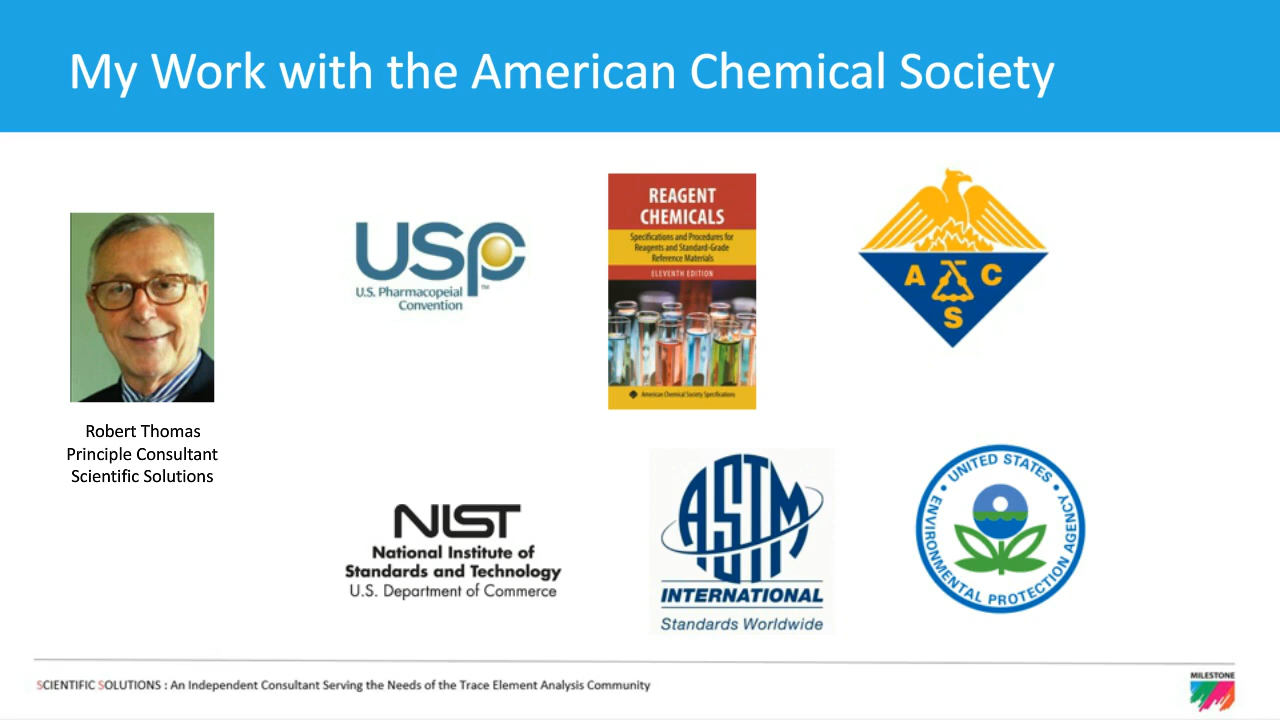 My Work with the American Chemical Society
Robert Thomas
Principle Consultant
Scientific Solutions
USP
TM
U.S. Pharmacopeial
Convention
REAGENT
CHEMICALS
Specifications and Procedures for
Reagents and Standard-Grade
Reference Materials
ELEVENTH EDITION
American Chemical Society Specifications
A C
S
NIST
National Institute of
Standards and Technology
U.S. Department of Commerce
ASTM
INTERNATIONAL
Standards Worldwide
UNITED STATES
ENVIRONMENTAL PROTECTION AGENCY
SCIENTIFIC SOLUTIONS : An Independent Consultant Serving the Needs of the Trace Element Analysis Community
MILESTONE